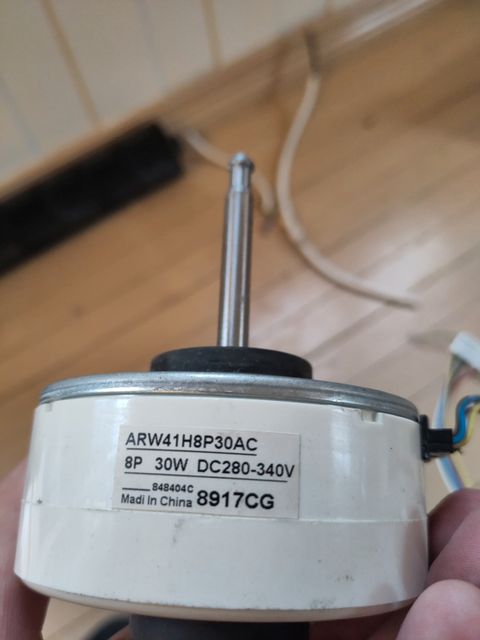 ARW41H8P30AC
8P 30W DC280-340V
848404C
Madi In China 8917CG